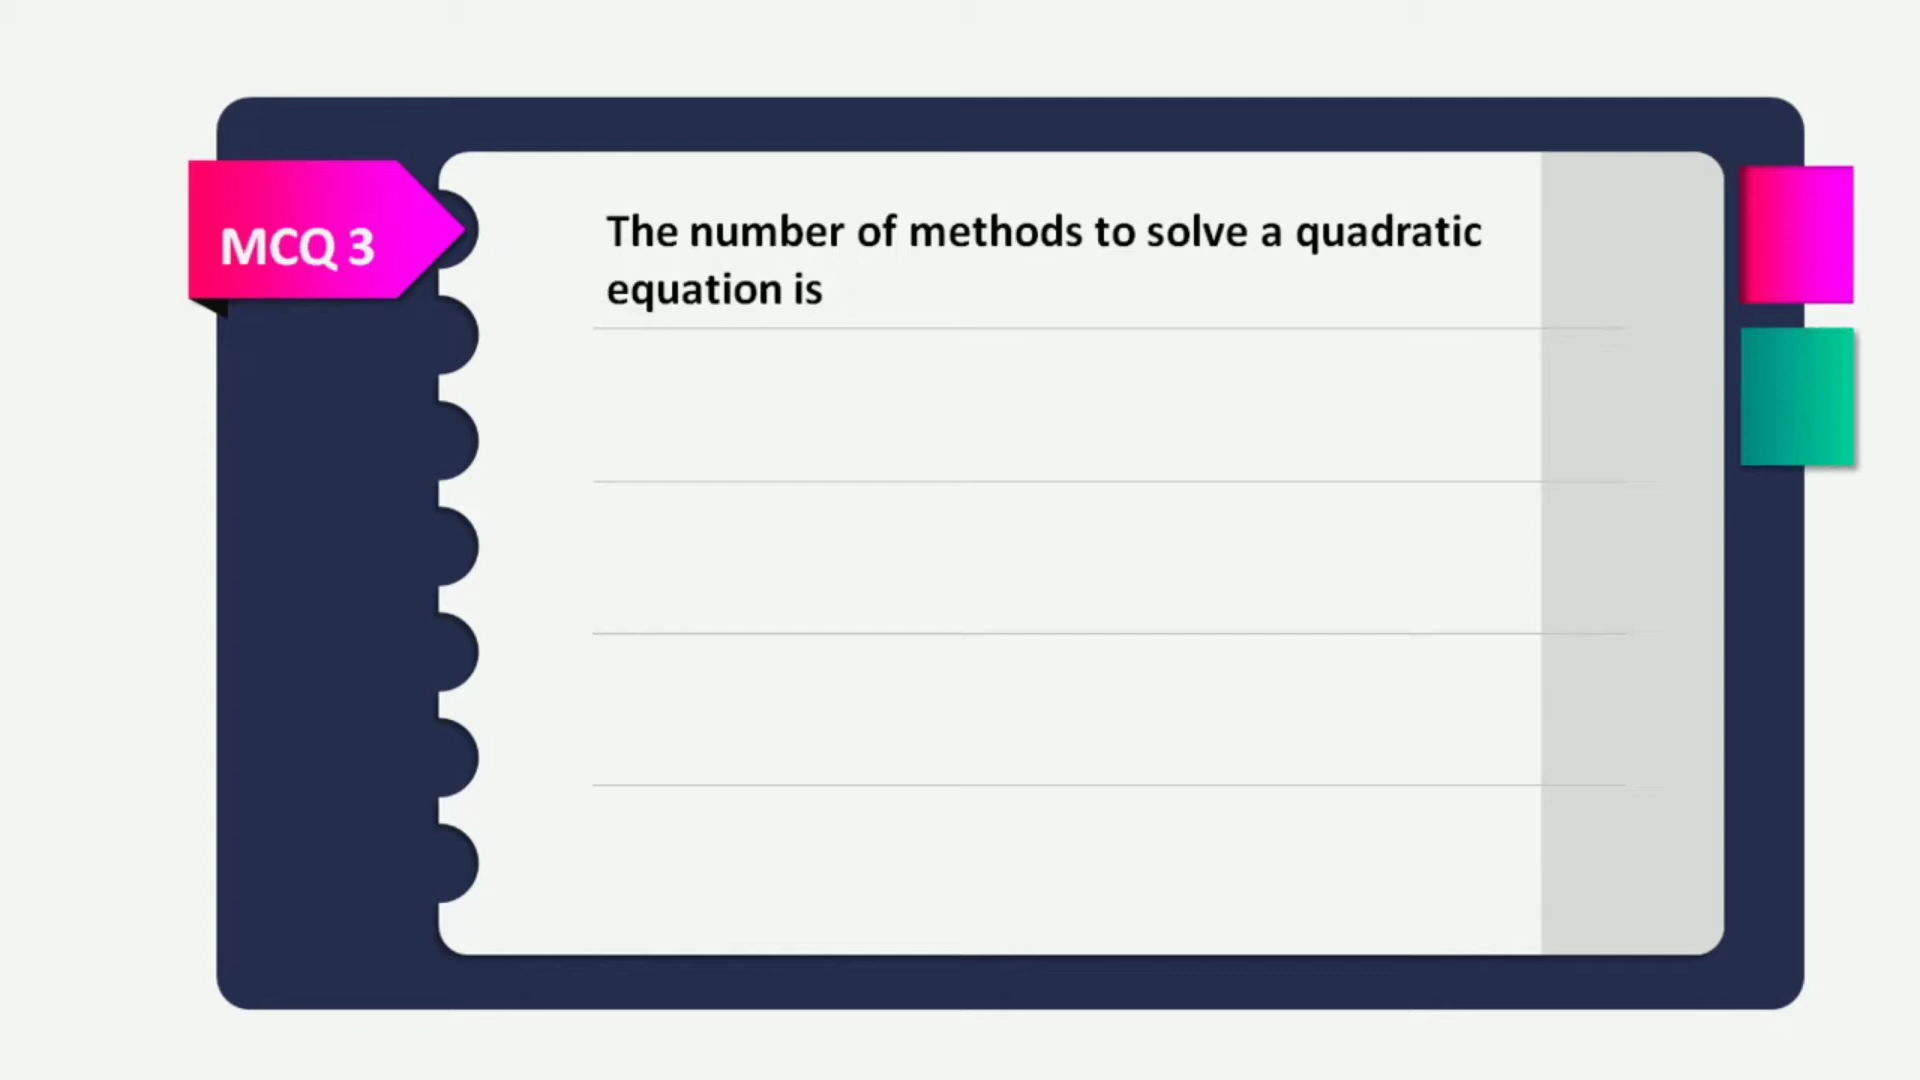 MCQ 3
The number of methods to solve a quadratic
equation is